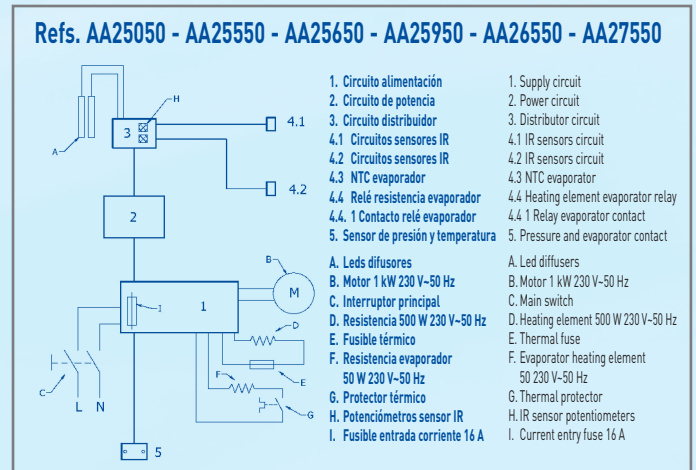 Refs. AA25050 - AA25550 - AA25650 - AA25950 - AA26550 - AA27550
1. Circuito alimentación
2. Circuito de potencia
3. Circuito distribuidor
4.1 Circuitos sensores IR
4.2 Circuitos sensores IR
4.3 NTC evaporador
4.4 Relé resistencia evaporador
4.4. 1 Contacto relé evaporador
5. Sensor de presión y temperatura
A. Leds difusores
B. Motor 1 kW 230 V~50 Hz
C. Interruptor principal
D. Resistencia 500 W 230 V~50 Hz
E. Fusible térmico
F. Resistencia evaporador
50 W 230 V~50 Hz
G. Protector térmico
H. Potenciómetros sensor IR
I. Fusible entrada corriente 16 A
1. Supply circuit
2. Power circuit
3. Distributor circuit
4.1 IR sensors circuit
4.2 IR sensors circuit
4.3 NTC evaporator
4.4 Heating element evaporator relay
4.4 1 Relay evaporator contact
5. Pressure and evaporator contact
A. Led diffusers
B. Motor 1 kW 230 V~50 Hz
C. Main switch
D. Heating element 500 W 230 V~50 Hz
E. Thermal fuse
F. Evaporator heating element
50 230 V~50 Hz
G. Thermal protector
H. IR sensor potentiometers
I. Current entry fuse 16 A
H
4.1
3
A
4.2
2
B
M
I
1
D
E
F
C
G
L N
5